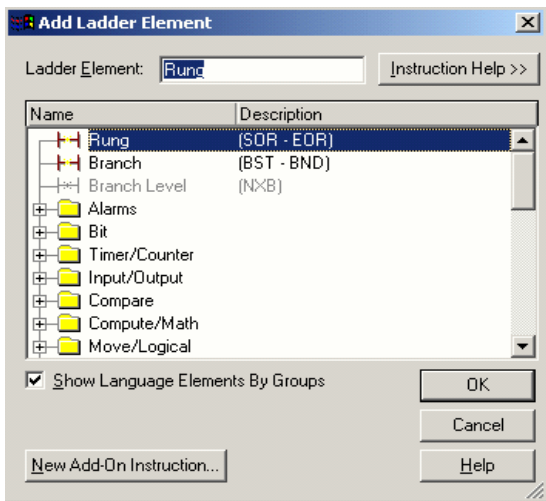 Add Ladder Element
Ladder Element: Rung Instruction Help >>
Name Description
Rung (SOR - EOR)
Branch (BST - BND)
Branch Level (NXB)
Alarms
Bit
Timer/Counter
Input/Output
Compare
Compute/Math
Move/Logical
Show Language Elements By Groups
OK
Cancel
New Add-On Instruction...
Help